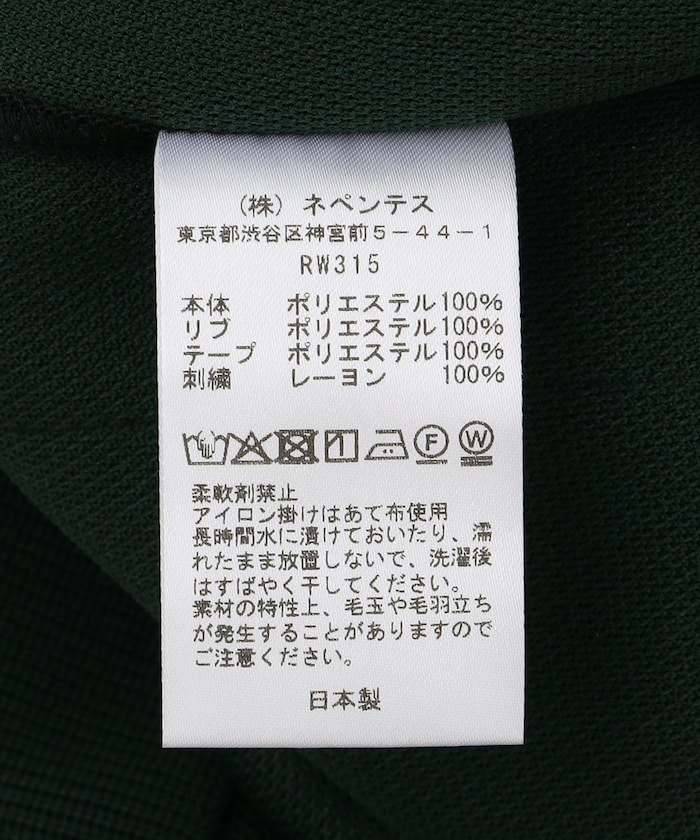 （株）ネペンテス
東京都渋谷区神宮前５－４４－１
RW315
本体 ポリエステル100%
リブ ポリエステル100%
テープ ポリエステル100%
刺繍 レーヨン 100%
F W
柔軟剤禁止
アイロン掛けはあて布使用
長時間水に漬けておいたり、濡
れたまま放置しないで、洗濯後
はすばやく干してください。
素材の特性上、毛玉や毛羽立ち
が発生することがありますので
ご注意ください。
日本製